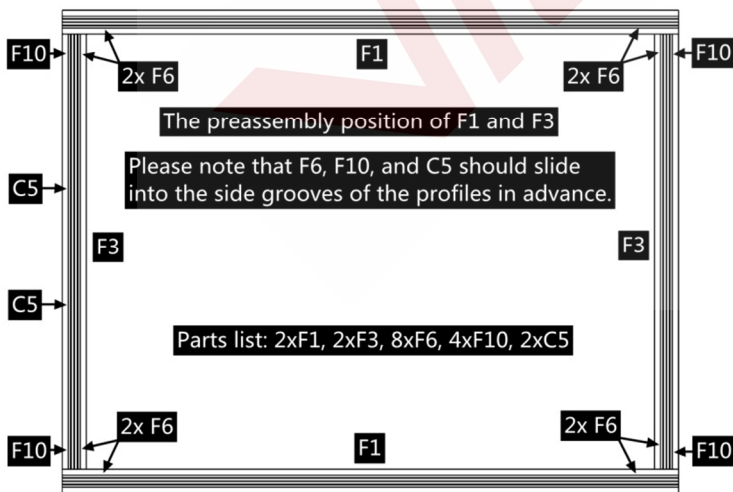 F10
2x F6
F1
2x F6
F10
The preassembly position of F1 and F3
Please note that F6, F10, and C5 should slide
into the side grooves of the profiles in advance.
C5
F3
F3
C5
Parts list: 2xF1, 2xF3, 8xF6, 4xF10, 2xC5
2x F6
2x F6
F10
F1
F10